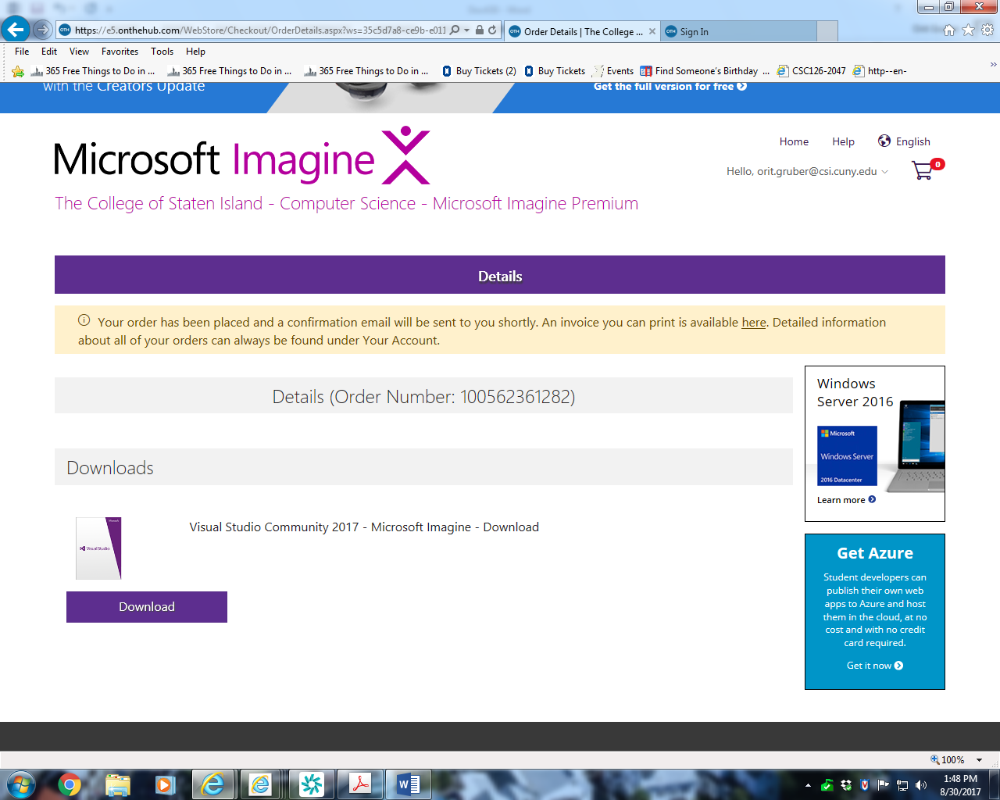 https://e5.onthehub.com/WebStore/Checkout/OrderDetails.aspx?ws=35c5d7a8-ce9b-e011
OTH Order Details | The College ...
OTH Sign In
File Edit View Favorites Tools Help
365 Free Things to Do in ... 365 Free Things to Do in ... 365 Free Things to Do in ... Buy Tickets (2) Buy Tickets Events Find Someone's Birthday ... CSC126-2047 http--en-
with the Creators Update
Get the full version for free
Microsoft Imagine
Home Help English
Hello, orit.gruber@csi.cuny.edu
0
The College of Staten Island - Computer Science - Microsoft Imagine Premium
Details
Your order has been placed and a confirmation email will be sent to you shortly. An invoice you can print is available here. Detailed information
about all of your orders can always be found under Your Account.
Details (Order Number: 100562361282)
Downloads
VisualStudio
Visual Studio Community 2017 - Microsoft Imagine - Download
Download
Windows
Server 2016
Microsoft
Windows Server
2016 Datacenter
Learn more
Get Azure
Student developers can
publish their own web
apps to Azure and host
them in the cloud, at no
cost and with no credit
card required.
Get it now
100%
1:48 PM
8/30/2017